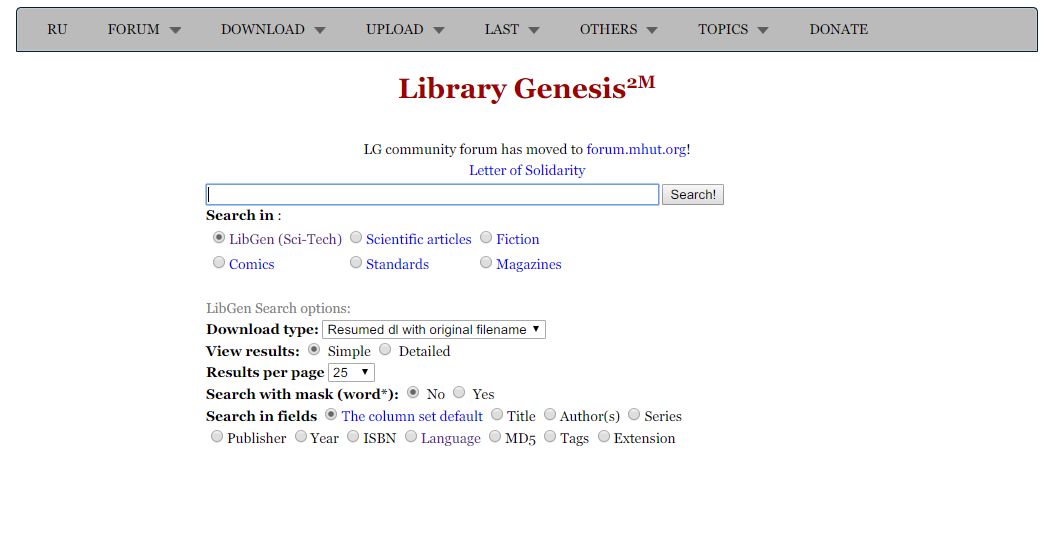 RU FORUM DOWNLOAD UPLOAD LAST OTHERS TOPICS DONATE
Library Genesis2M
LG community forum has moved to forum.mhut.org!
Letter of Solidarity
Search!
Search in :
LibGen (Sci-Tech) Scientific articles Fiction
Comics Standards Magazines
LibGen Search options:
Download type: Resumed dl with original filename
View results: Simple Detailed
Results per page 25
Search with mask (word*): No Yes
Search in fields The column set default Title Author(s) Series
Publisher Year ISBN Language MD5 Tags Extension